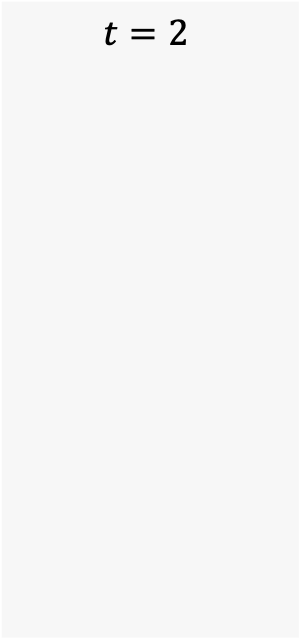 t = 2